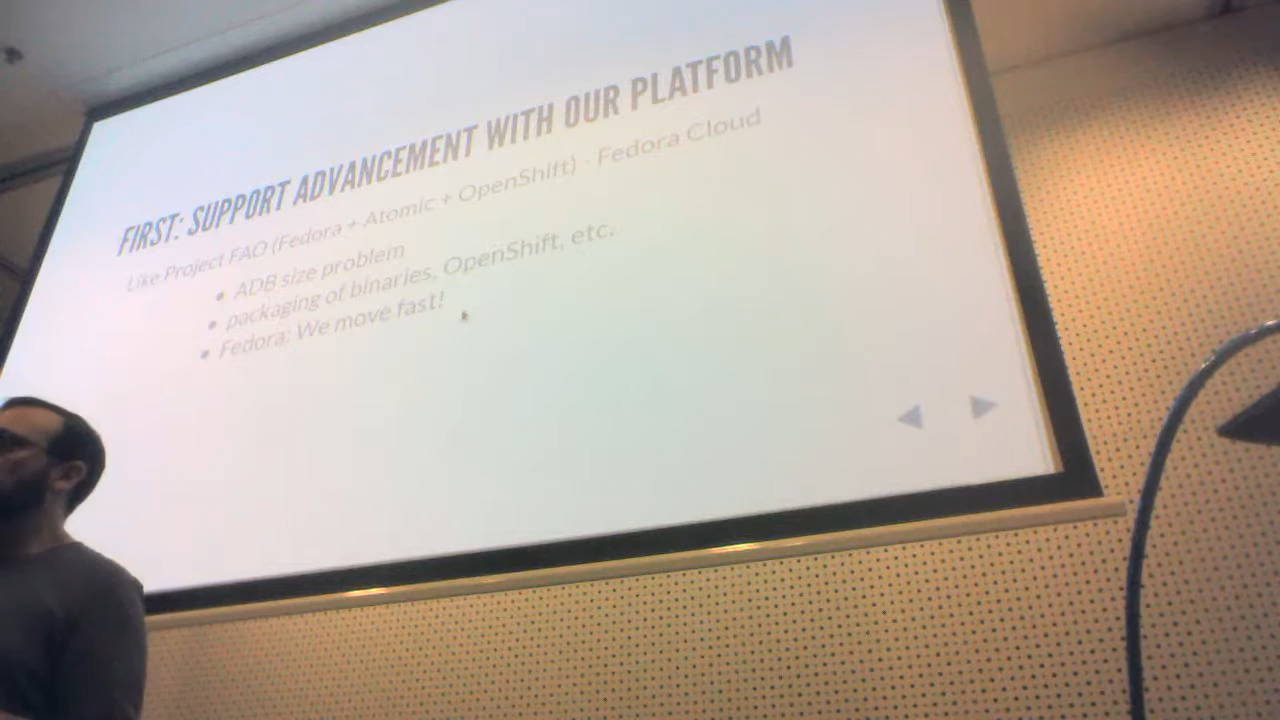 FIRST: SUPPORT ADVANCEMENT WITH OUR PLATFORM
Like Project FAO (Fedora + Atomic + OpenShift) - Fedora Cloud
• ADB size problem
• packaging of binaries, OpenShift, etc.
• Fedora: We move fast!